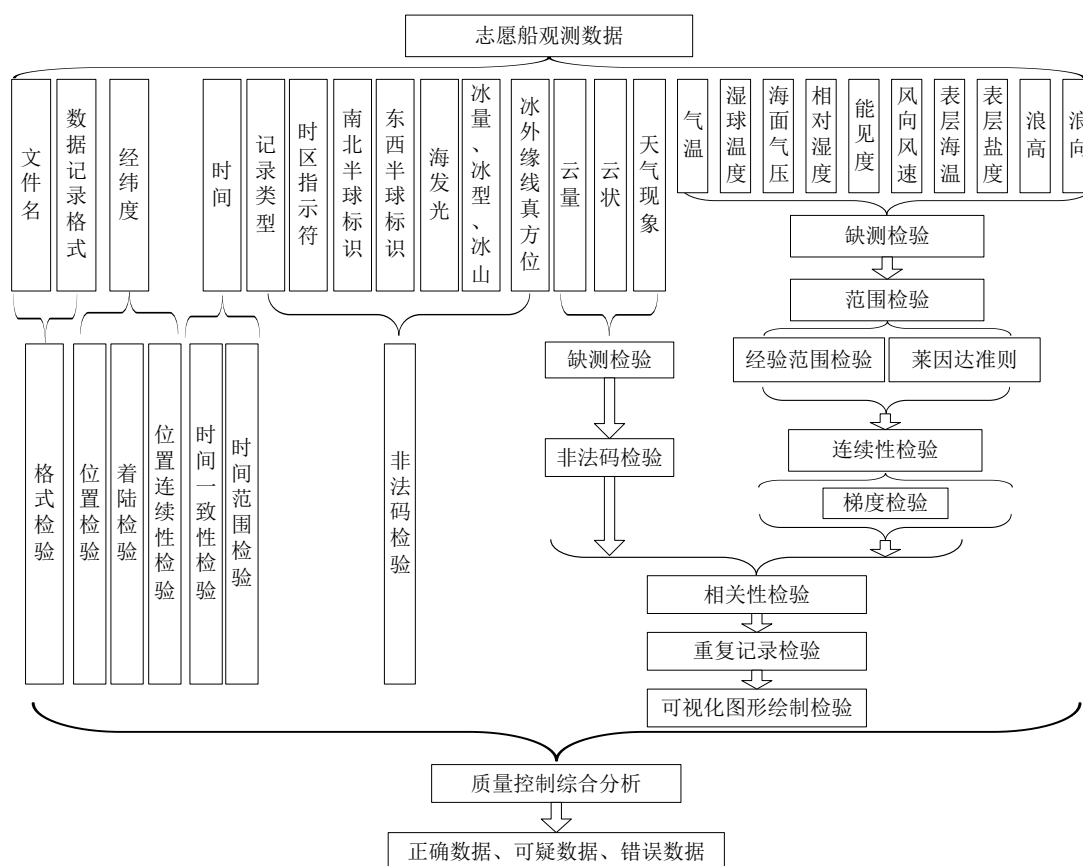 志愿船观测数据
文件名
数据记录格式
经纬度
时间
记录类型
时区指示符
南北半球标识
东西半球标识
海发光
冰量、冰型、冰山
冰外缘线真方位
云量
云状
天气现象
气温
湿球温度
海面气压
相对湿度
能见度
风向风速
表层海温
表层盐度
浪高
浪向
缺测检验
范围检验
经验范围检验
莱因达准则
连续性检验
梯度检验
格式检验
位置检验
着陆检验
位置连续性检验
时间一致性检验
时间范围检验
非法码检验
缺测检验
非法码检验
相关性检验
重复记录检验
可视化图形绘制检验
质量控制综合分析
正确数据、可疑数据、错误数据